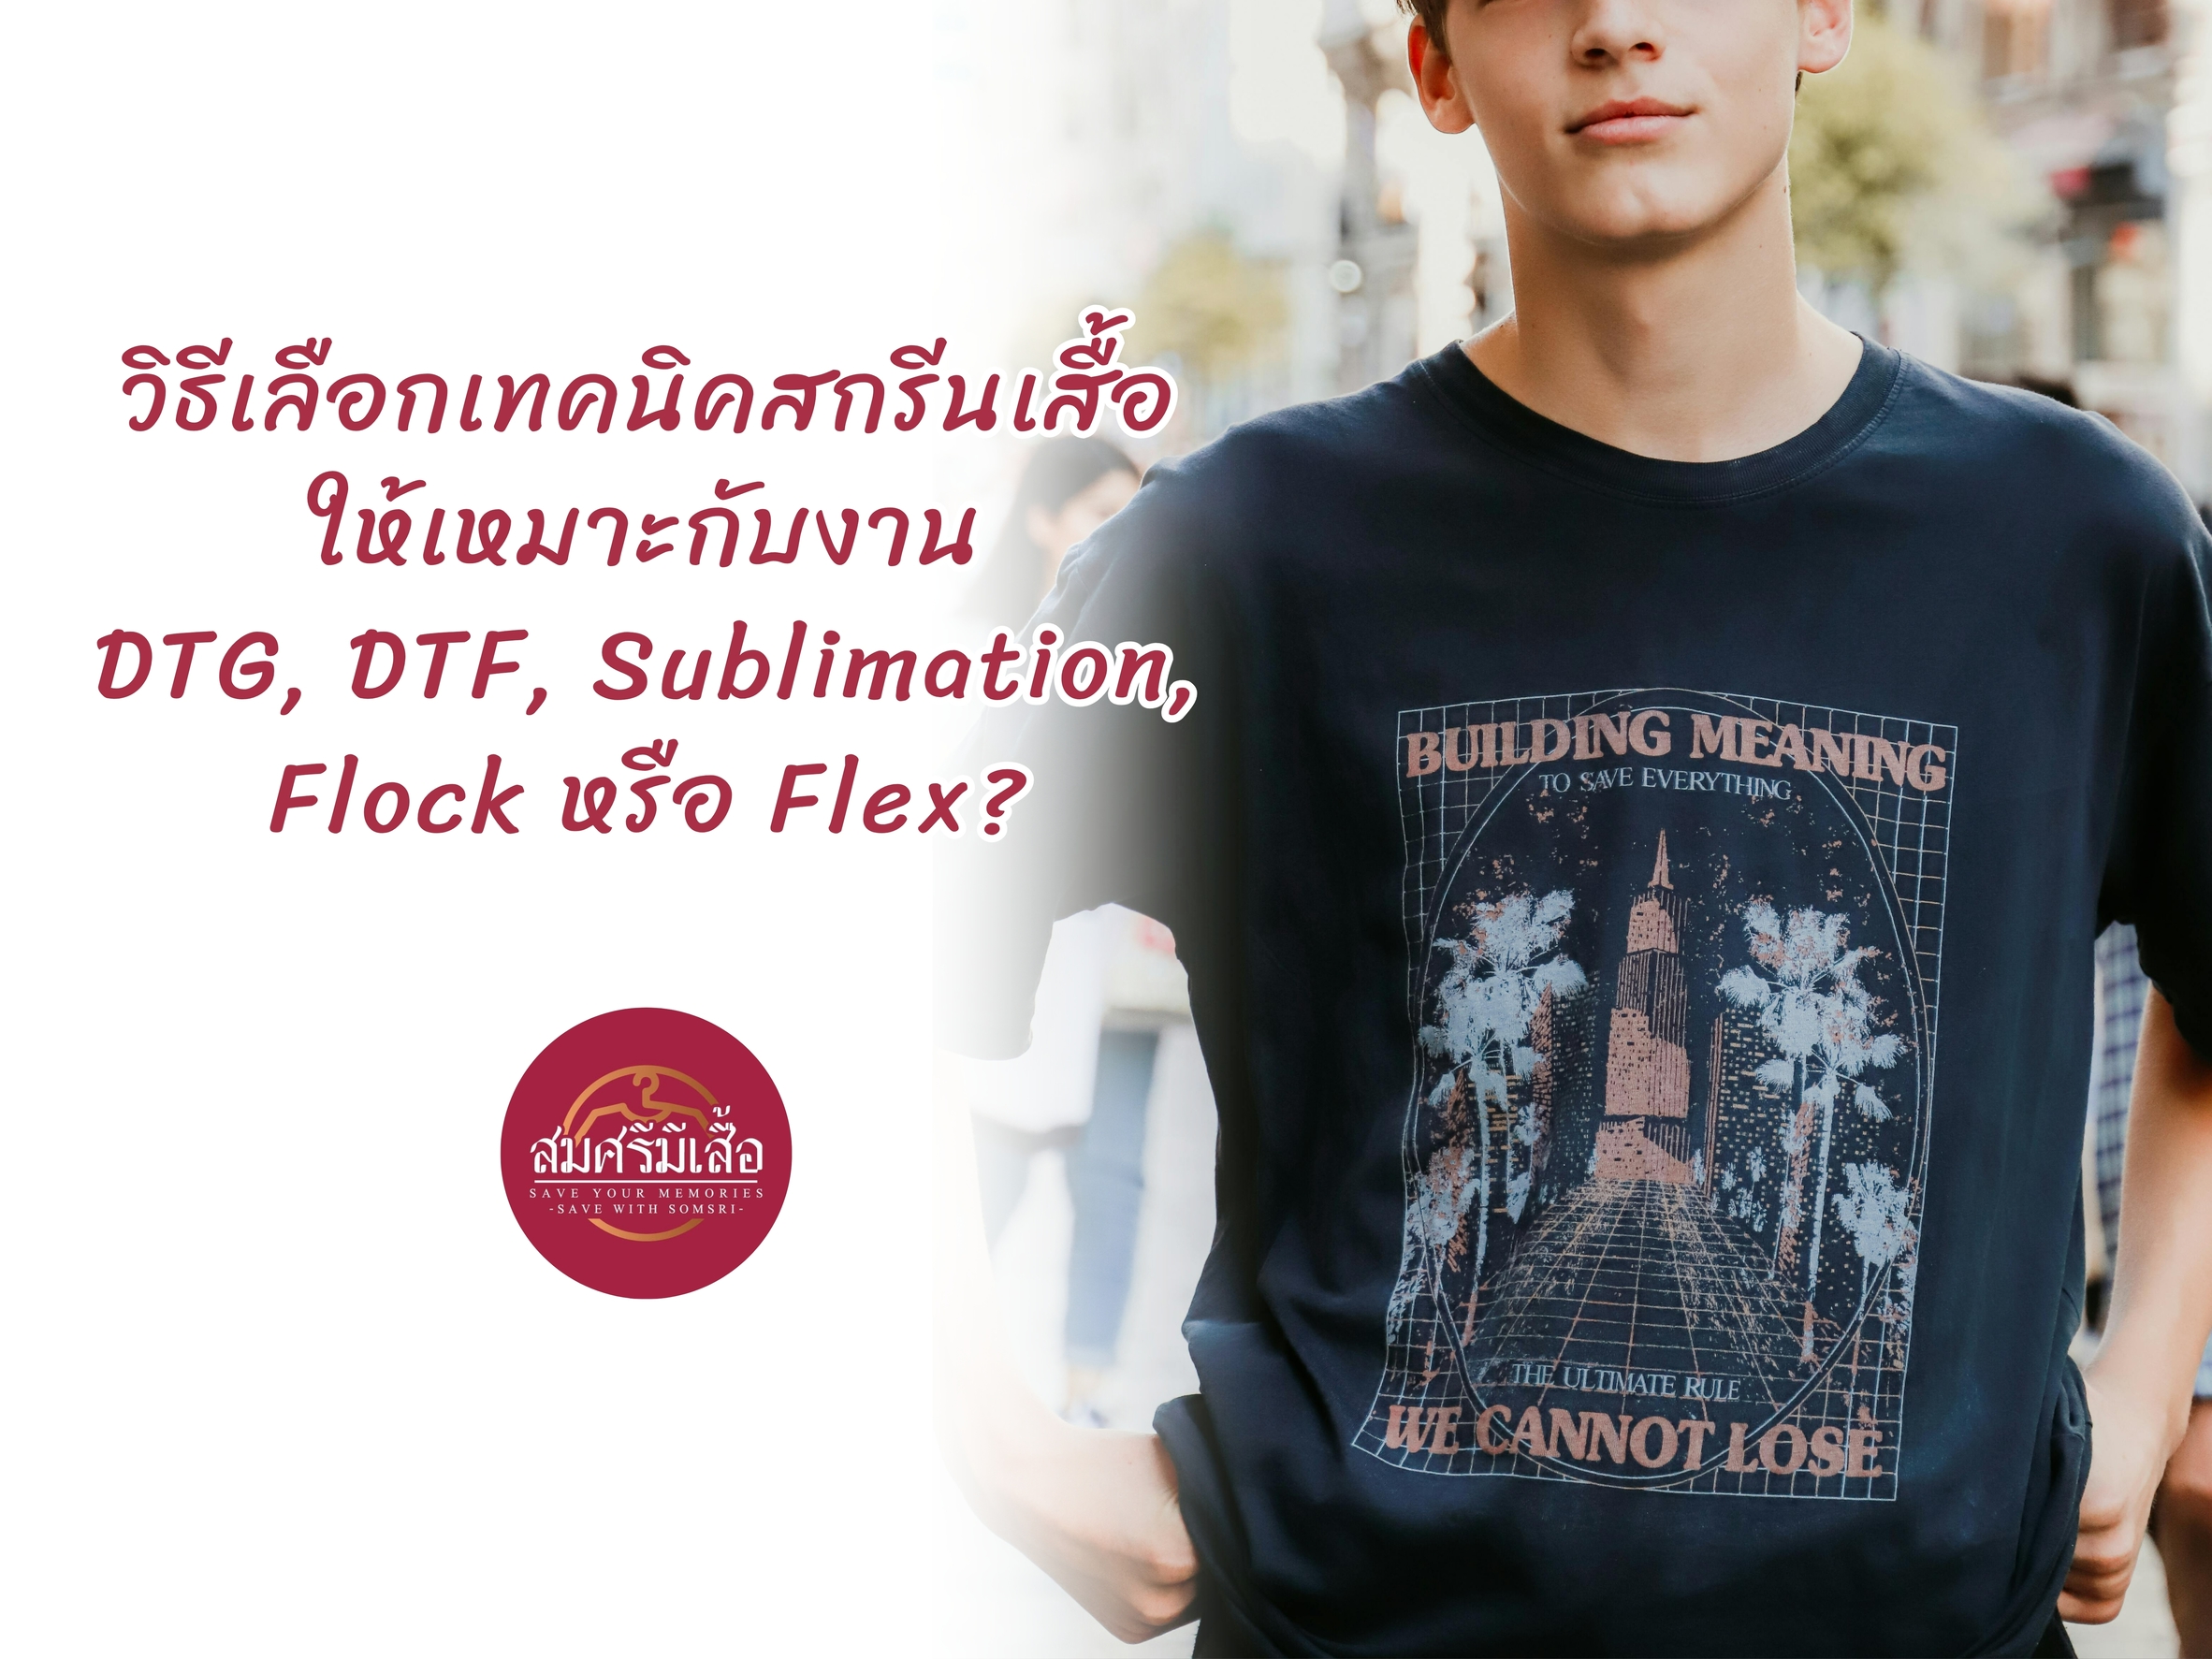 วิธีเลือกเทคนิคสกรีนเสื้อ
ให้เหมาะกับงาน
DTG, DTF, Sublimation,
Flock หรือ Flex?
สมศรีมีเสื้อ
SAVE YOUR MEMORIES
-SAVE WITH SOMSRI-
BUILDING MEANING
TO SAVE EVERYTHING
THE ULTIMATE RULE
WE CANNOT LOSE